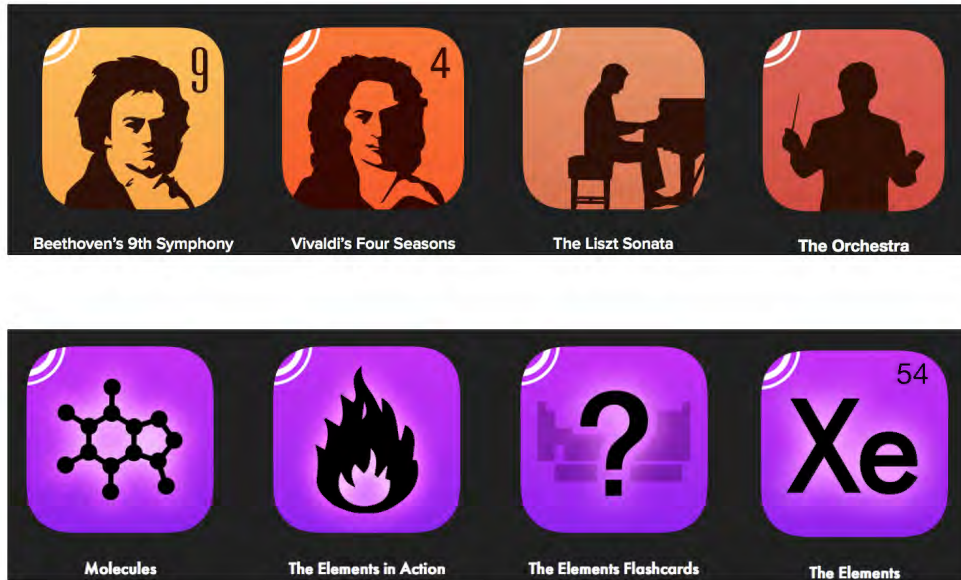 9
4
Beethoven's 9th Symphony
Vivaldi's Four Seasons
The Liszt Sonata
The Orchestra
?
54
Xe
Molecules
The Elements in Action
The Elements Flashcards
The Elements